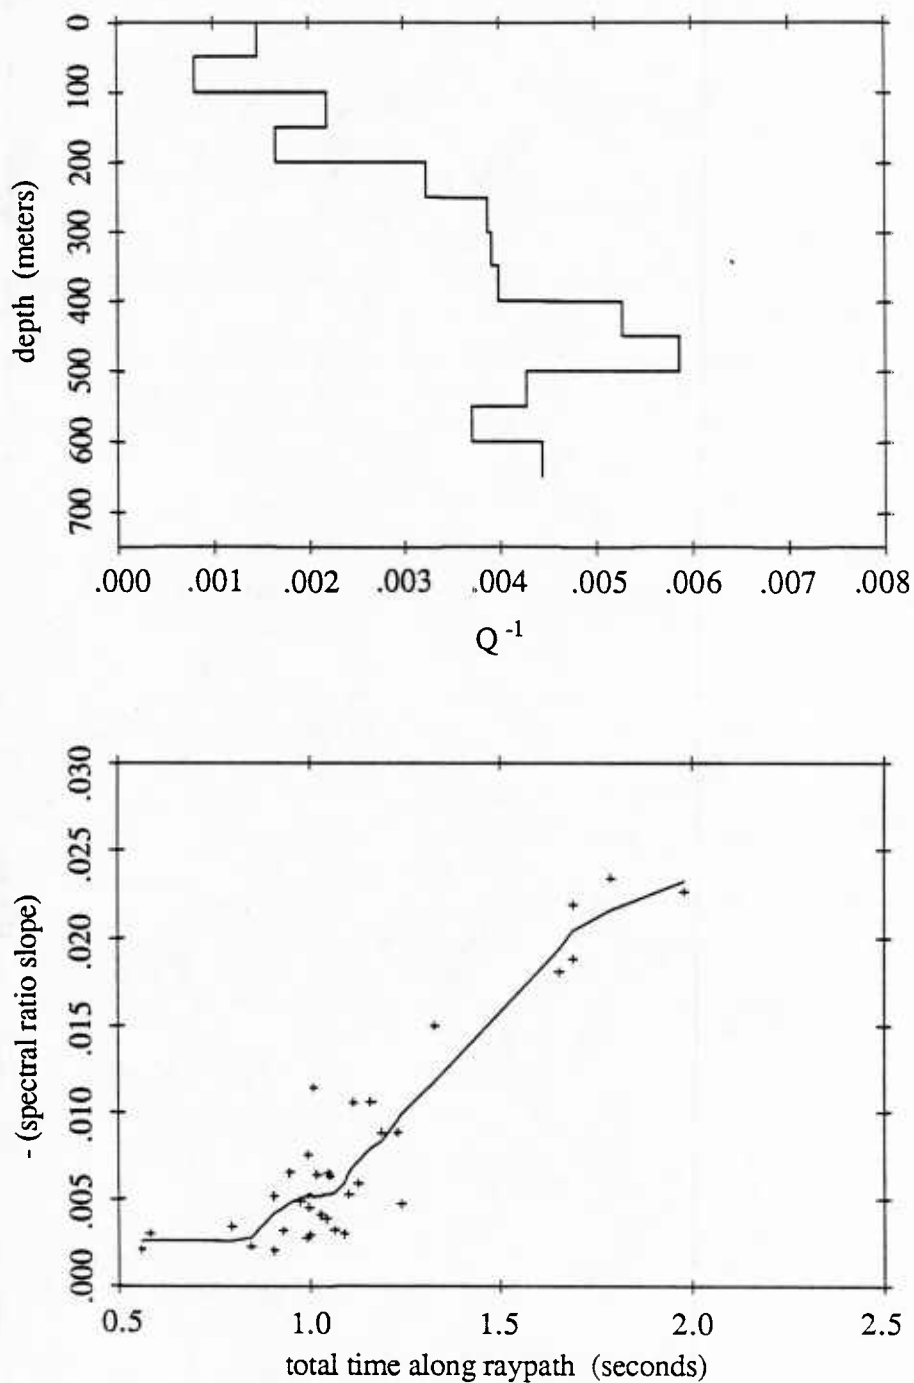 0
100
200
300
400
500
600
700
depth (meters)
.000 .001 .002 .003 .004 .005 .006 .007 .008
Q -1
.030
.025
.020
.015
.010
.005
.000
- (spectral ratio slope)
0.5 1.0 1.5 2.0 2.5
total time along raypath (seconds)